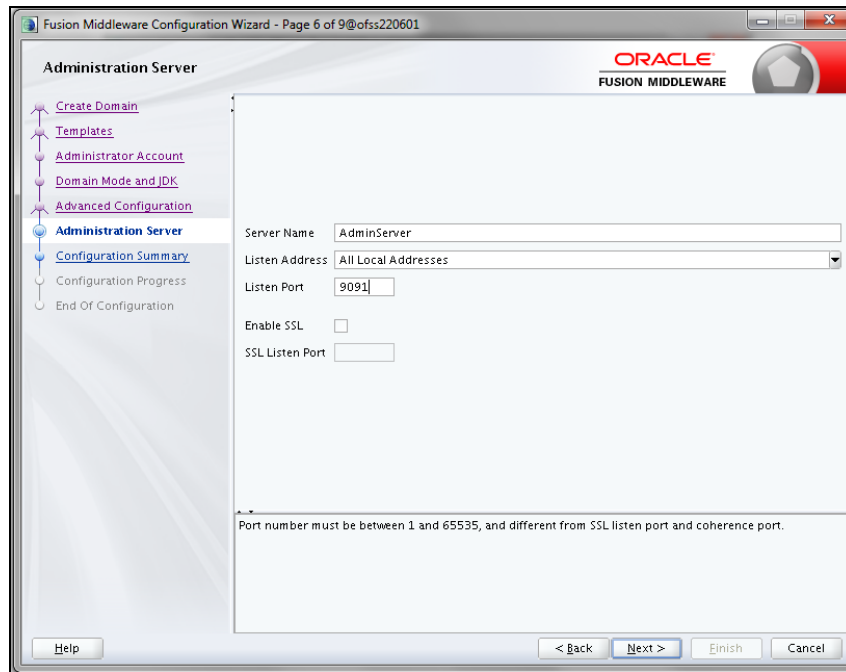 Fusion Middleware Configuration Wizard - Page 6 of 9@ofss220601
Administration Server
ORACLE
FUSION MIDDLEWARE
Create Domain
Templates
Administrator Account
Domain Mode and JDK
Advanced Configuration
Administration Server
Configuration Summary
Configuration Progress
End Of Configuration
Server Name AdminServer
Listen Address All Local Addresses
Listen Port 9091
Enable SSL
SSL Listen Port
Port number must be between 1 and 65535, and different from SSL listen port and coherence port.
Help < Back Next > Finish Cancel